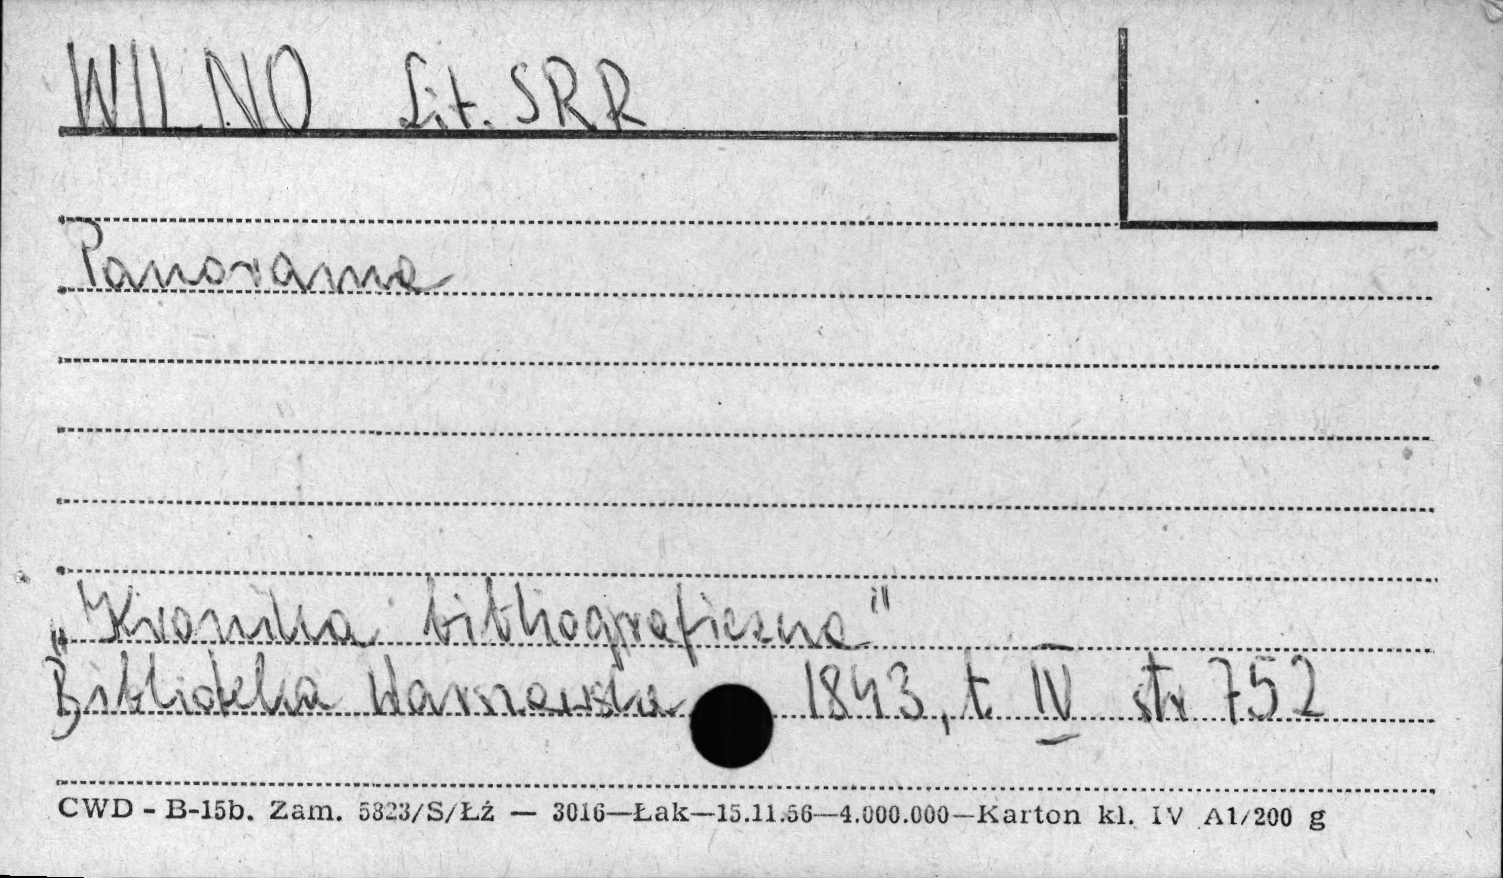 WILNO Lit. SRR
Panorama
„Kronika bibliograficzna"
Biblioteka Warszawska 1843, t. IV str 752
CWD - B-15b. Zam. 5823/S/Łź — 3016—Łak—15.11.56—4.000.000—Karton kl. IV A1/200 g